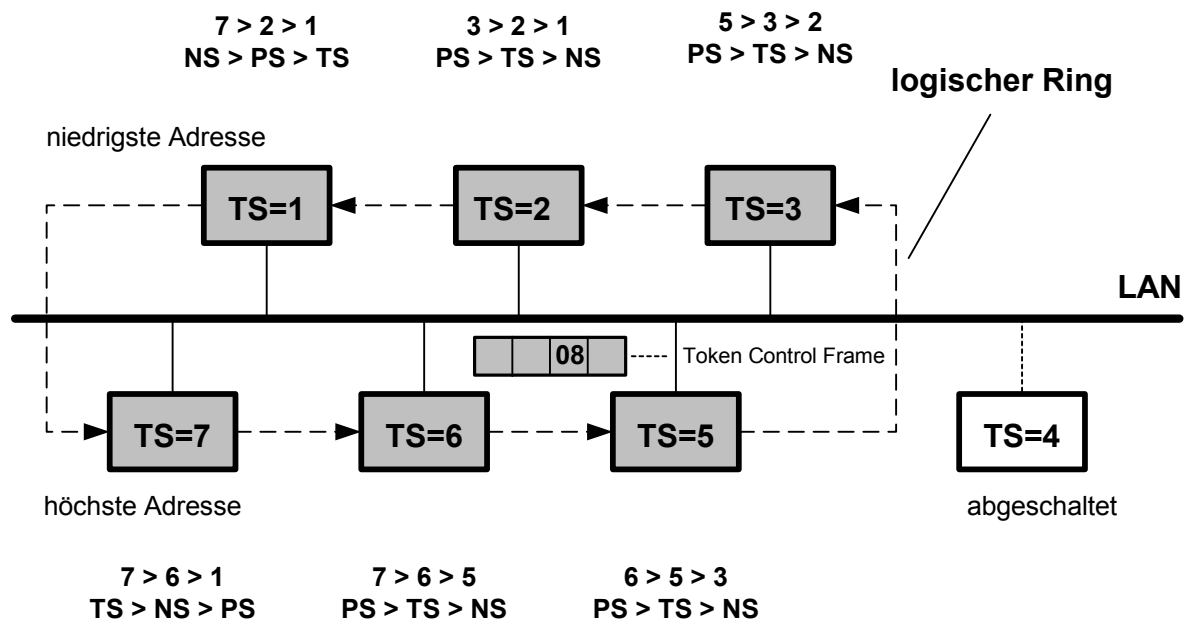 7 > 2 > 1
NS > PS > TS
3 > 2 > 1
PS > TS > NS
5 > 3 > 2
PS > TS > NS
logischer Ring
niedrigste Adresse
TS=1
TS=2
TS=3
LAN
08
Token Control Frame
TS=7
TS=6
TS=5
TS=4
höchste Adresse
abgeschaltet
7 > 6 > 1
TS > NS > PS
7 > 6 > 5
PS > TS > NS
6 > 5 > 3
PS > TS > NS